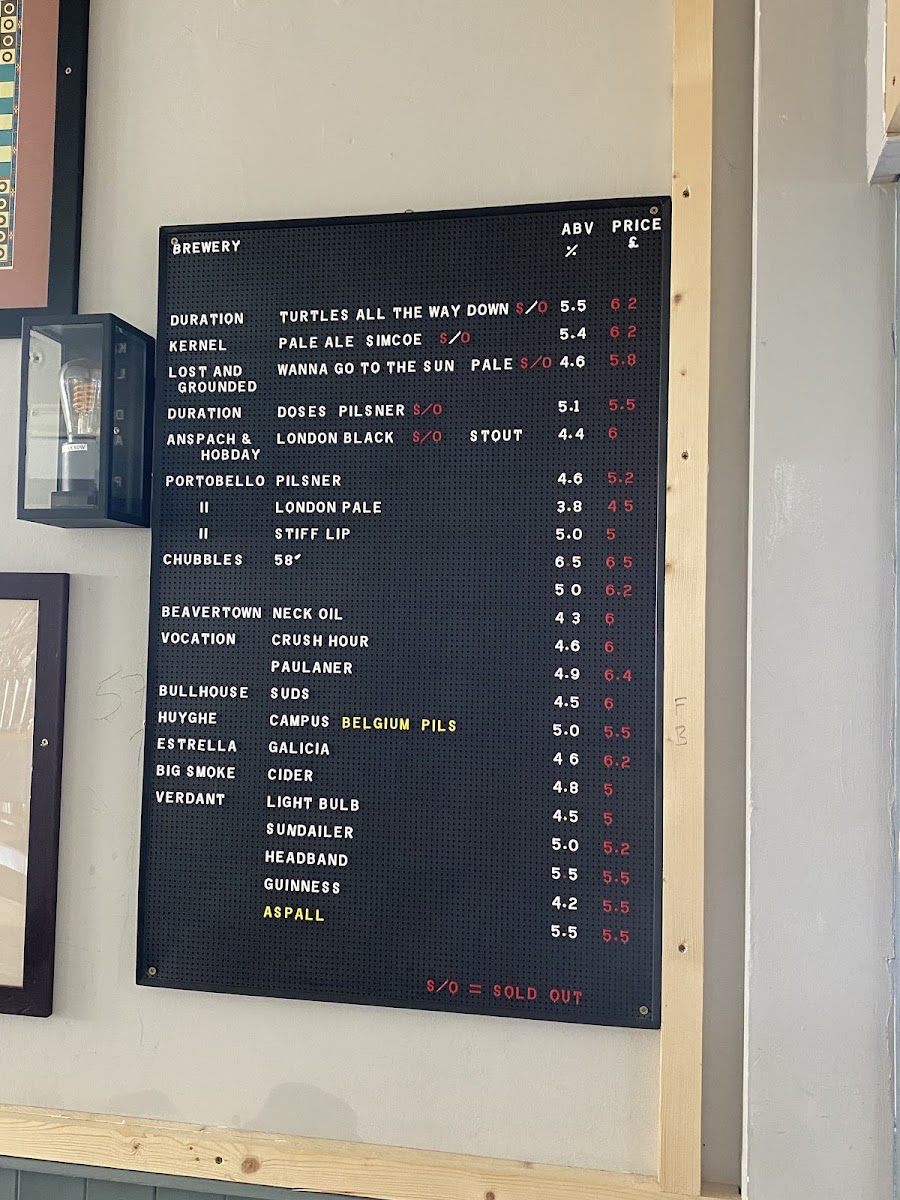 BREWERY ABV PRICE
% £
DURATION TURTLES ALL THE WAY DOWN S/O 5.5 6 2
KERNEL PALE ALE SIMCOE S/O 5.4 6 2
LOST AND WANNA GO TO THE SUN PALE S/O 4.6 5.8
GROUNDED
DURATION DOSES PILSNER S/O 5.1 5.5
ANSPACH & LONDON BLACK S/O STOUT 4.4 6
HOBDAY
PORTOBELLO PILSNER 4.6 5.2
II LONDON PALE 3.8 4 5
II STIFF LIP 5.0 5
CHUBBLES 58' 6.5 6 5
5 0 6.2
BEAVERTOWN NECK OIL 4 3 6
VOCATION CRUSH HOUR 4.6 6
PAULANER 4.9 6.4
BULLHOUSE SUDS 4.5 6
HUYGHE CAMPUS BELGIUM PILS 5.0 5.5
ESTRELLA GALICIA 4 6 6.2
BIG SMOKE CIDER 4.8 5
VERDANT LIGHT BULB 4.5 5
SUNDAILER 5.0 5.2
HEADBAND 5.5 5.5
GUINNESS 4.2 5.5
ASPALL 5.5 5.5
S/O = SOLD OUT
F
B